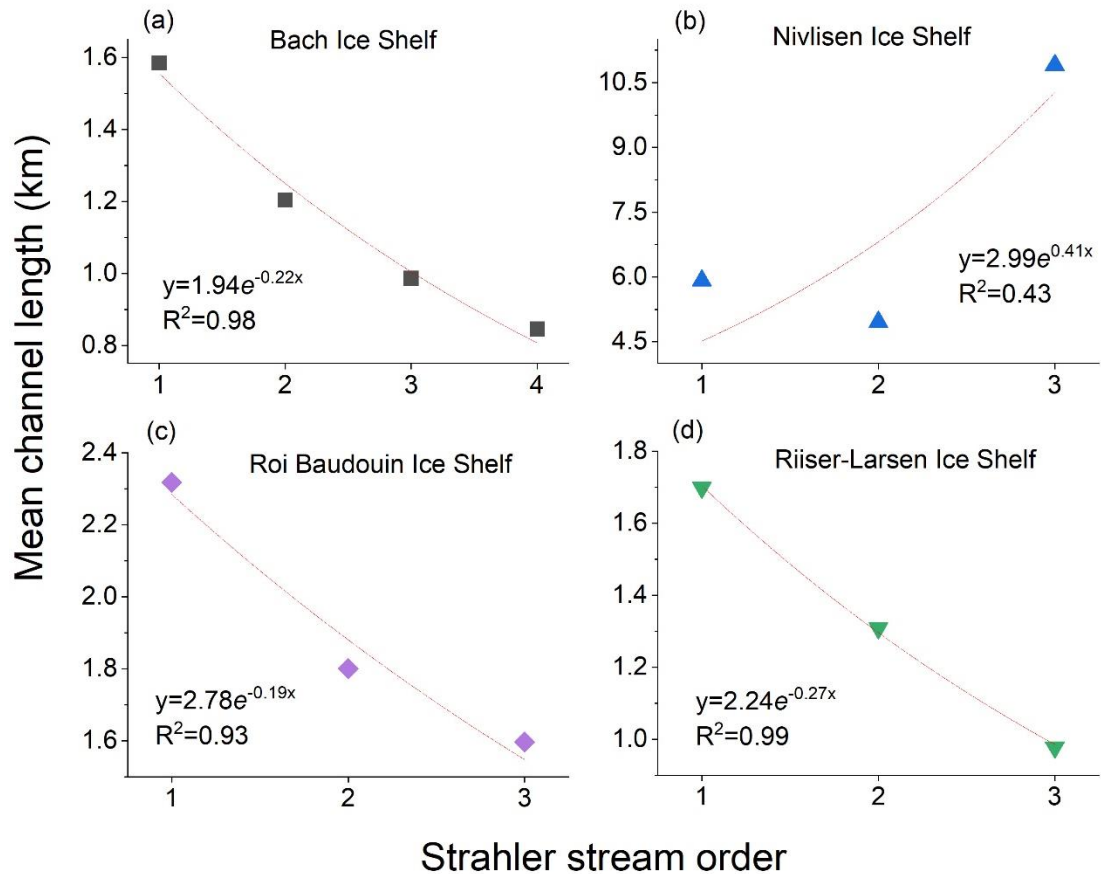 (a)
Bach Ice Shelf
1.6
1.4
1.2
1.0
0.8
y=1.94e^-0.22x
R²=0.98
1 2 3 4
(b)
Nivlisen Ice Shelf
10.5
9.0
7.5
6.0
4.5
y=2.99e^0.41x
R²=0.43
1 2 3
Mean channel length (km)
(c)
Roi Baudouin Ice Shelf
2.4
2.2
2.0
1.8
1.6
y=2.78e^-0.19x
R²=0.93
1 2 3
(d)
Riiser-Larsen Ice Shelf
1.8
1.6
1.4
1.2
1.0
y=2.24e^-0.27x
R²=0.99
1 2 3
Strahler stream order